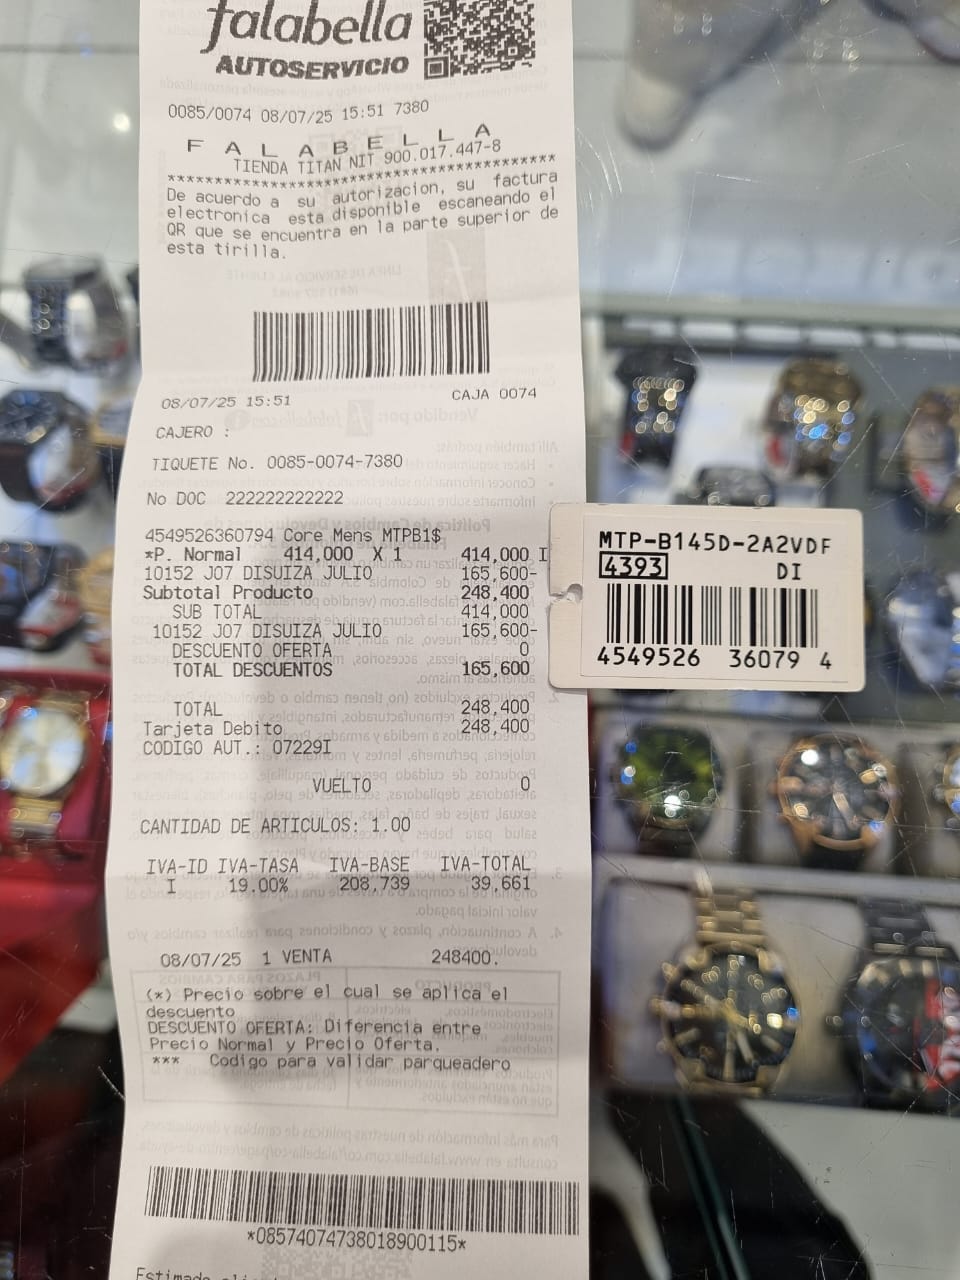 falabella
AUTOSERVICIO
0085/0074 08/07/25 15:51 7380
F A L A B E L L A
TIENDA TITAN NIT 900.017.447-8
****************************************************
De acuerdo a su autorizacion, su factura
electronica esta disponible escaneando el
QR que se encuentra en la parte superior de
esta tirilla.
08/07/25 15:51 CAJA 0074
CAJERO :
TIQUETE No. 0085-0074-7380
No DOC 222222222222
4549526360794 Core Mens MTPB1$
*P. Normal 414,000 X 1 414,000 I
10152 J07 DISUIZA JULIO 165,600-
Subtotal Producto 248,400
SUB TOTAL 414,000
10152 J07 DISUIZA JULIO 165,600-
DESCUENTO OFERTA 0
TOTAL DESCUENTOS 165,600
TOTAL 248,400
Tarjeta Debito 248,400
CODIGO AUT.: 07229I
VUELTO 0
CANTIDAD DE ARTICULOS: 1.00
IVA-ID IVA-TASA IVA-BASE IVA-TOTAL
I 19.00% 208,739 39,661
08/07/25 1 VENTA 248400.
(*) Precio sobre el cual se aplica el
descuento
DESCUENTO OFERTA: Diferencia entre
Precio Normal y Precio Oferta.
*** Codigo para validar parqueadero
*08574074738018900115*
Estimado
MTP-B145D-2A2VDF
4393 DI
4549526 36079 4